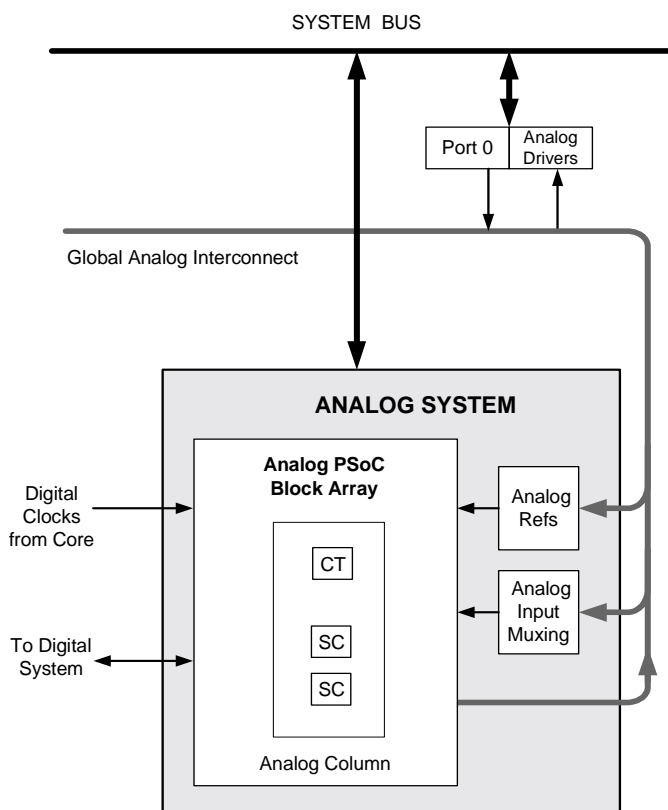 SYSTEM BUS
Port 0
Analog
Drivers
Global Analog Interconnect
ANALOG SYSTEM
Analog PSoC
Block Array
Digital
Clocks
from Core
Analog
Refs
CT
Analog
Input
Muxing
To Digital
System
SC
SC
Analog Column